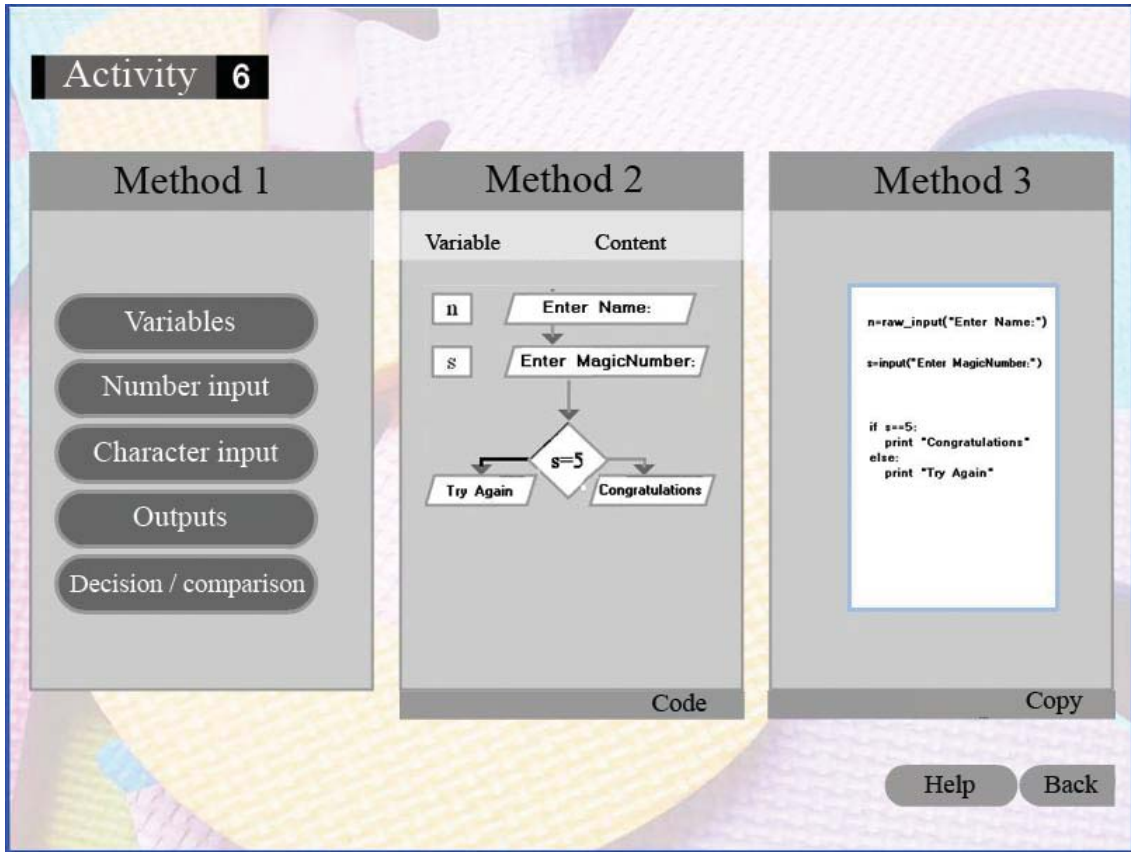 Activity 6
Method 1
Variables
Number input
Character input
Outputs
Decision / comparison
Method 2
Variable Content
n Enter Name:
s Enter MagicNumber:
s=5
Try Again Congratulations
Code
Method 3
n=raw_input("Enter Name:")
s=input("Enter MagicNumber:")
if s==5:
print "Congratulations"
else:
print "Try Again"
Copy
Help Back